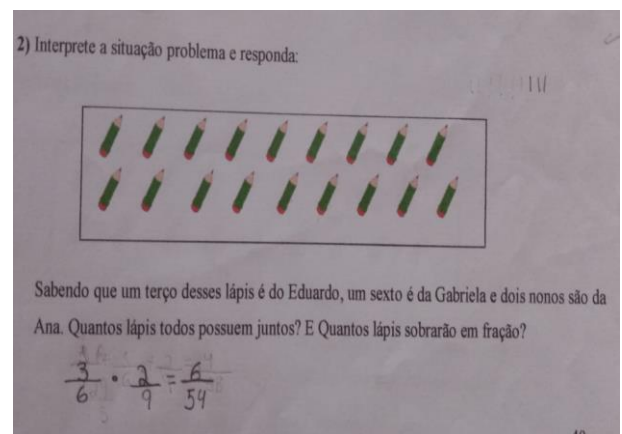 2) Interprete a situação problema e responda:
Sabendo que um terço desses lápis é do Eduardo, um sexto é da Gabriela e dois nonos são da
Ana. Quantos lápis todos possuem juntos? E Quantos lápis sobrarão em fração?
3/6 · 2/9 = 6/54